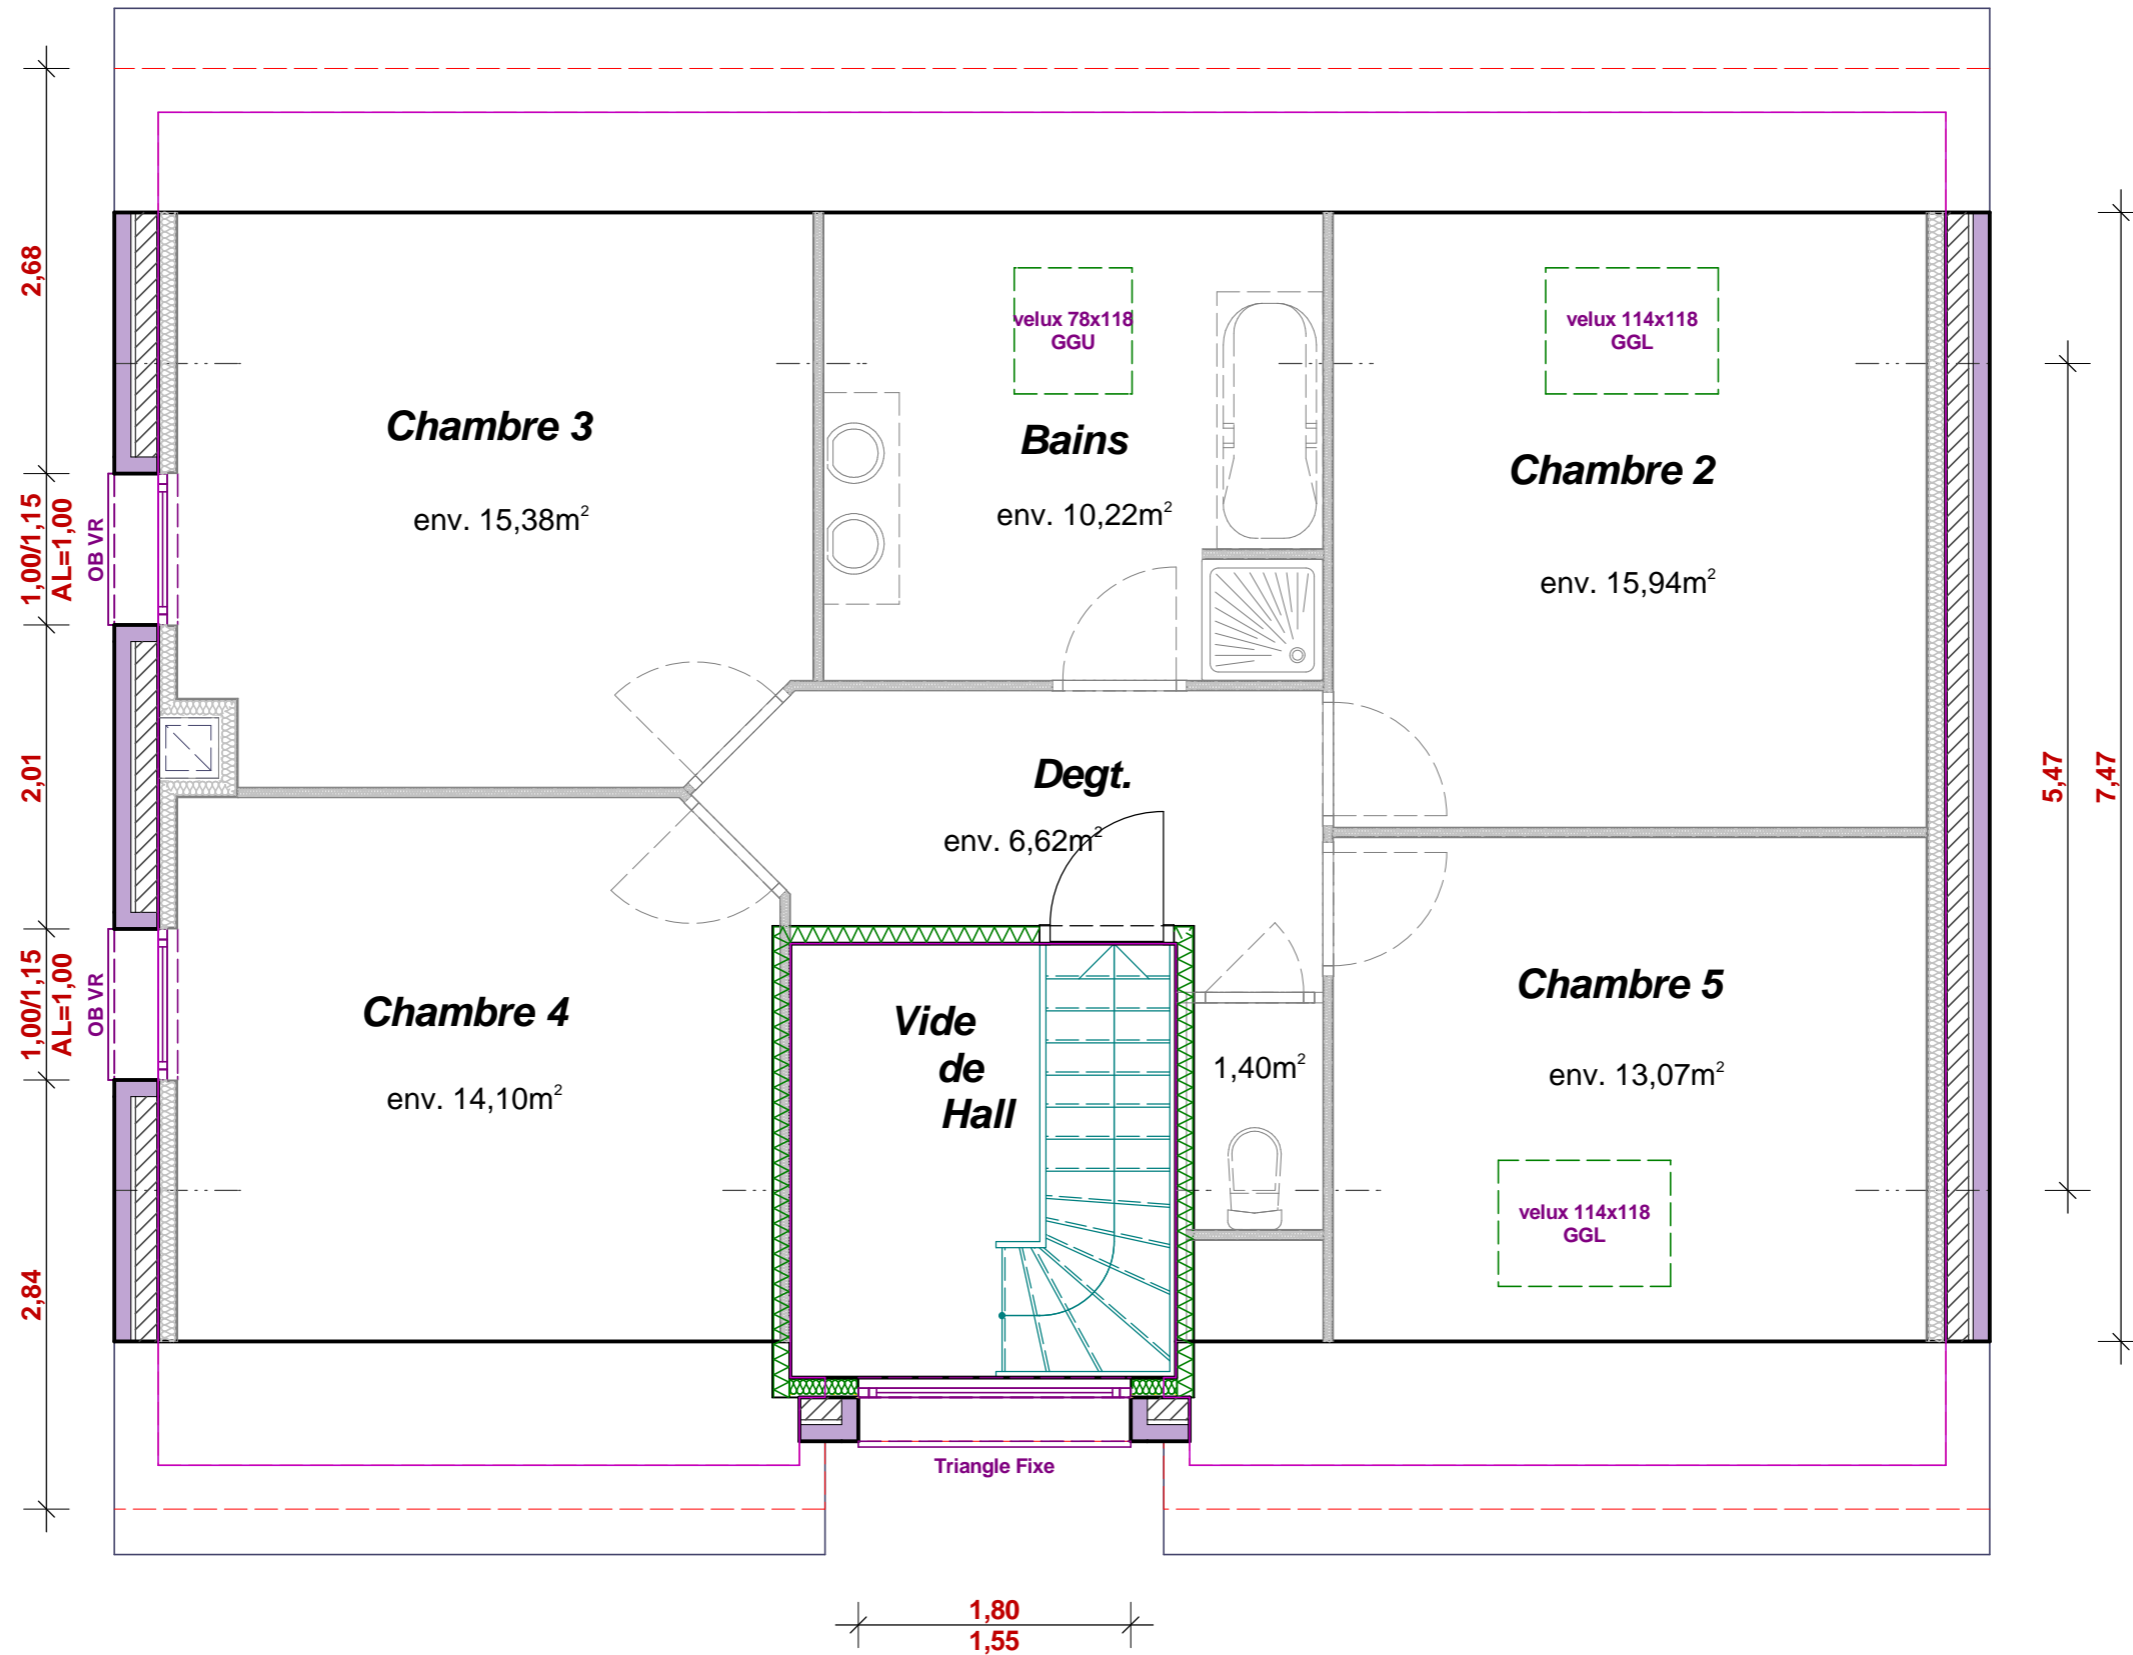 velux 78x118
GGU
velux 114x118
GGL
Chambre 3
env. 15,38m²
Bains
env. 10,22m²
Chambre 2
env. 15,94m²
2,68
1,00/1,15
AL=1,00
OB VR
2,01
1,00/1,15
AL=1,00
OB VR
2,84
Degt.
env. 6,62m²
5,47
7,47
Chambre 4
env. 14,10m²
Vide
de
Hall
1,40m²
Chambre 5
env. 13,07m²
velux 114x118
GGL
Triangle Fixe
1,80
1,55